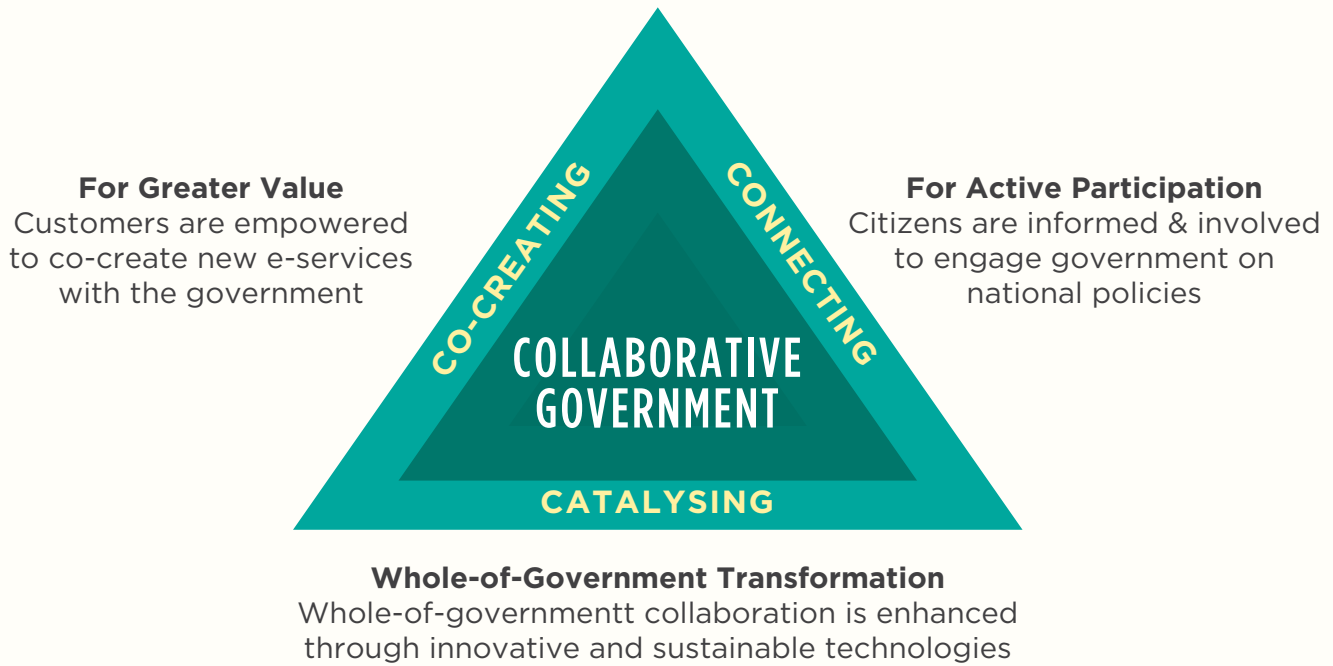 For Greater Value
Customers are empowered
to co-create new e-services
with the government
CO-CREATING
CONNECTING
For Active Participation
Citizens are informed & involved
to engage government on
national policies
COLLABORATIVE
GOVERNMENT
CATALYSING
Whole-of-Government Transformation
Whole-of-governmentt collaboration is enhanced
through innovative and sustainable technologies